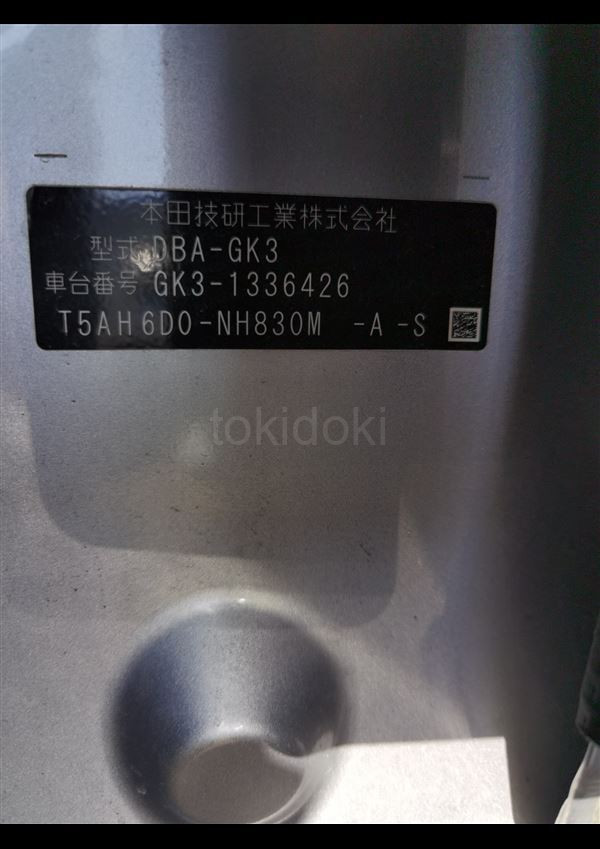 本田技研工業株式会社
型式 DBA-GK3
車台番号 GK3-1336426
T5AH6D0-NH830M -A -S
tokidoki